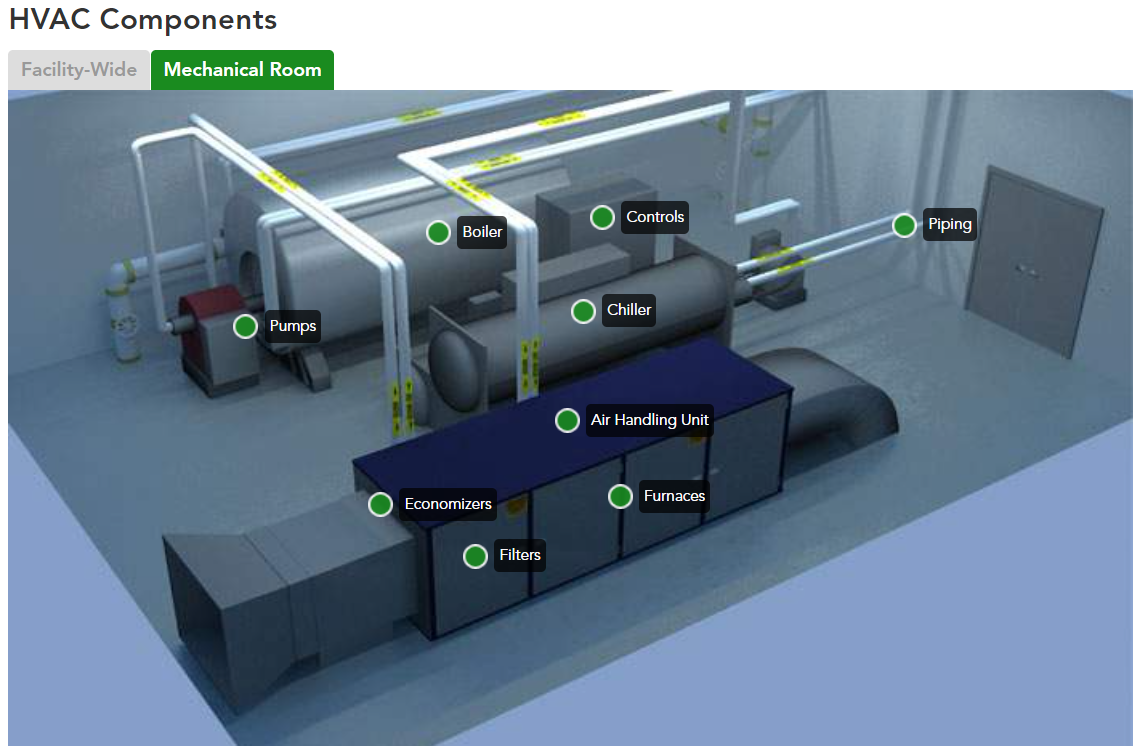 HVAC Components
Facility-Wide
Mechanical Room
Controls
Boiler
Piping
Chiller
Pumps
Air Handling Unit
Furnaces
Economizers
Filters